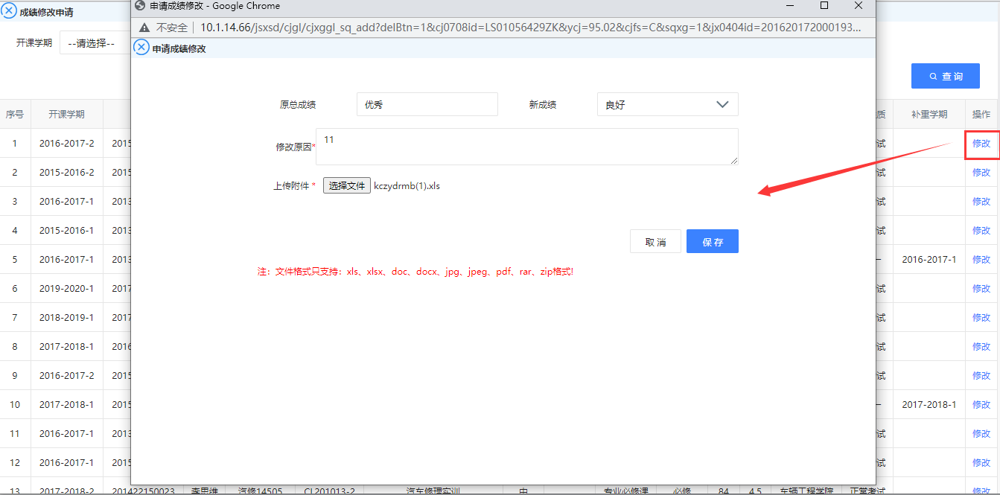 申请成绩修改 - Google Chrome
成绩修改申请
不安全 10.1.14.66/jsxsd/cjgl/cjxggl_sq_add?delBtn=1&cj0708id=LS01056429ZK&ycj=95.02&cjfs=C&sqxg=1&jx0404id=201620172000193...
申请成绩修改
开课学期 --请选择--
查 询
原总成绩 优秀 新成绩 良好
修改原因* 11
上传附件 * 选择文件 kczydrmb(1).xls
取 消 保 存
注：文件格式只支持：xls、xlsx、doc、docx、jpg、jpeg、pdf、rar、zip格式!
序号 开课学期 质 补重学期 操作
1 2016-2017-2 2015 试 修改
2 2015-2016-2 2015 试 修改
3 2016-2017-1 2013 试 修改
4 2015-2016-1 2013 试 修改
5 2016-2017-1 2013 2016-2017-1 修改
6 2019-2020-1 2017 试 修改
7 2018-2019-1 2017 试 修改
8 2017-2018-1 2016 试 修改
9 2016-2017-2 2015 试 修改
10 2017-2018-1 2015 2017-2018-1 修改
11 2016-2017-1 2013 试 修改
12 2016-2017-1 2015 试 修改
13 2017-2018-2 201422150023 李思维 汽修14505 CL201013-2 汽车修理实训 中 专业必修课 必修 84 4.5 车辆工程学院 正常考试 修改